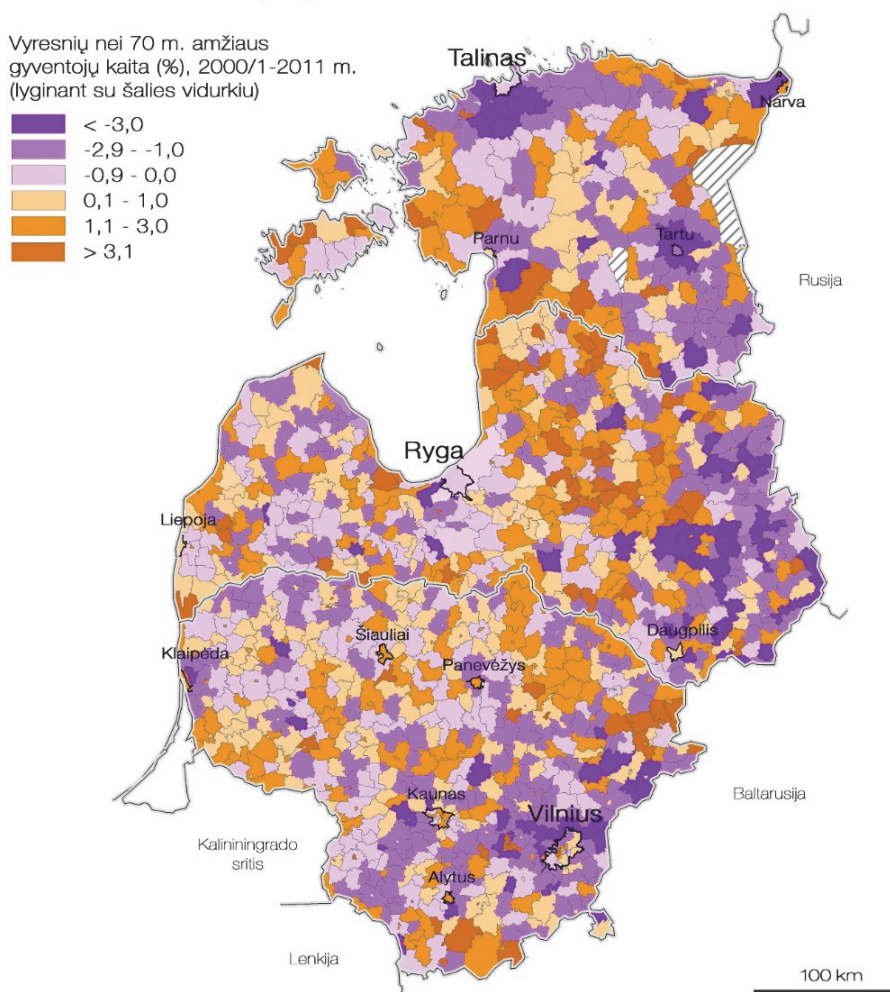 Vyresnių nei 70 m. amžiaus
gyventojų kaita (%), 2000/1-2011 m.
(lyginant su šalies vidurkiu)
< -3,0
-2,9 - -1,0
-0,9 - 0,0
0,1 - 1,0
1,1 - 3,0
> 3,1
Talinas
Narva
Parnu
Tartu
Rusija
Ryga
Liepoja
Daugpilis
Šiauliai
Klaipėda
Panevėžys
Baltarusija
Kaunas
Vilnius
Kalininingrado
sritis
Alytus
Lenkija
100 km